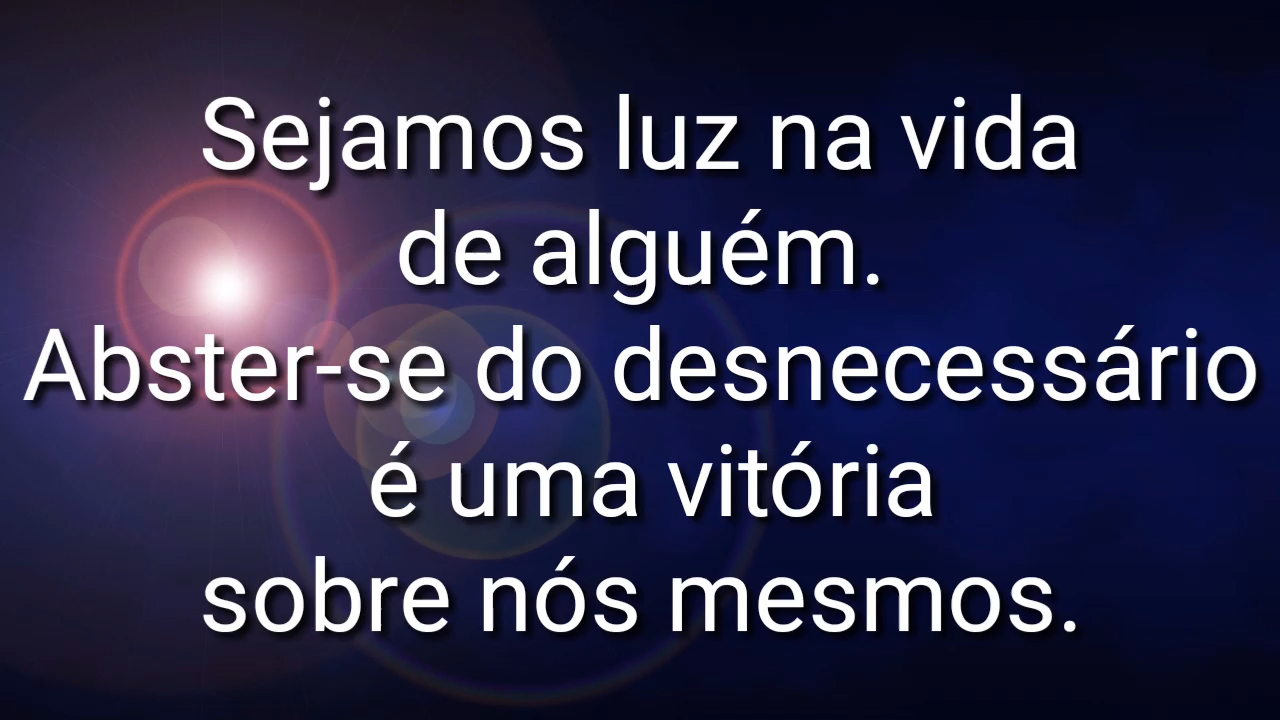 Sejamos luz na vida
de alguém.
Abster-se do desnecessário
é uma vitória
sobre nós mesmos.